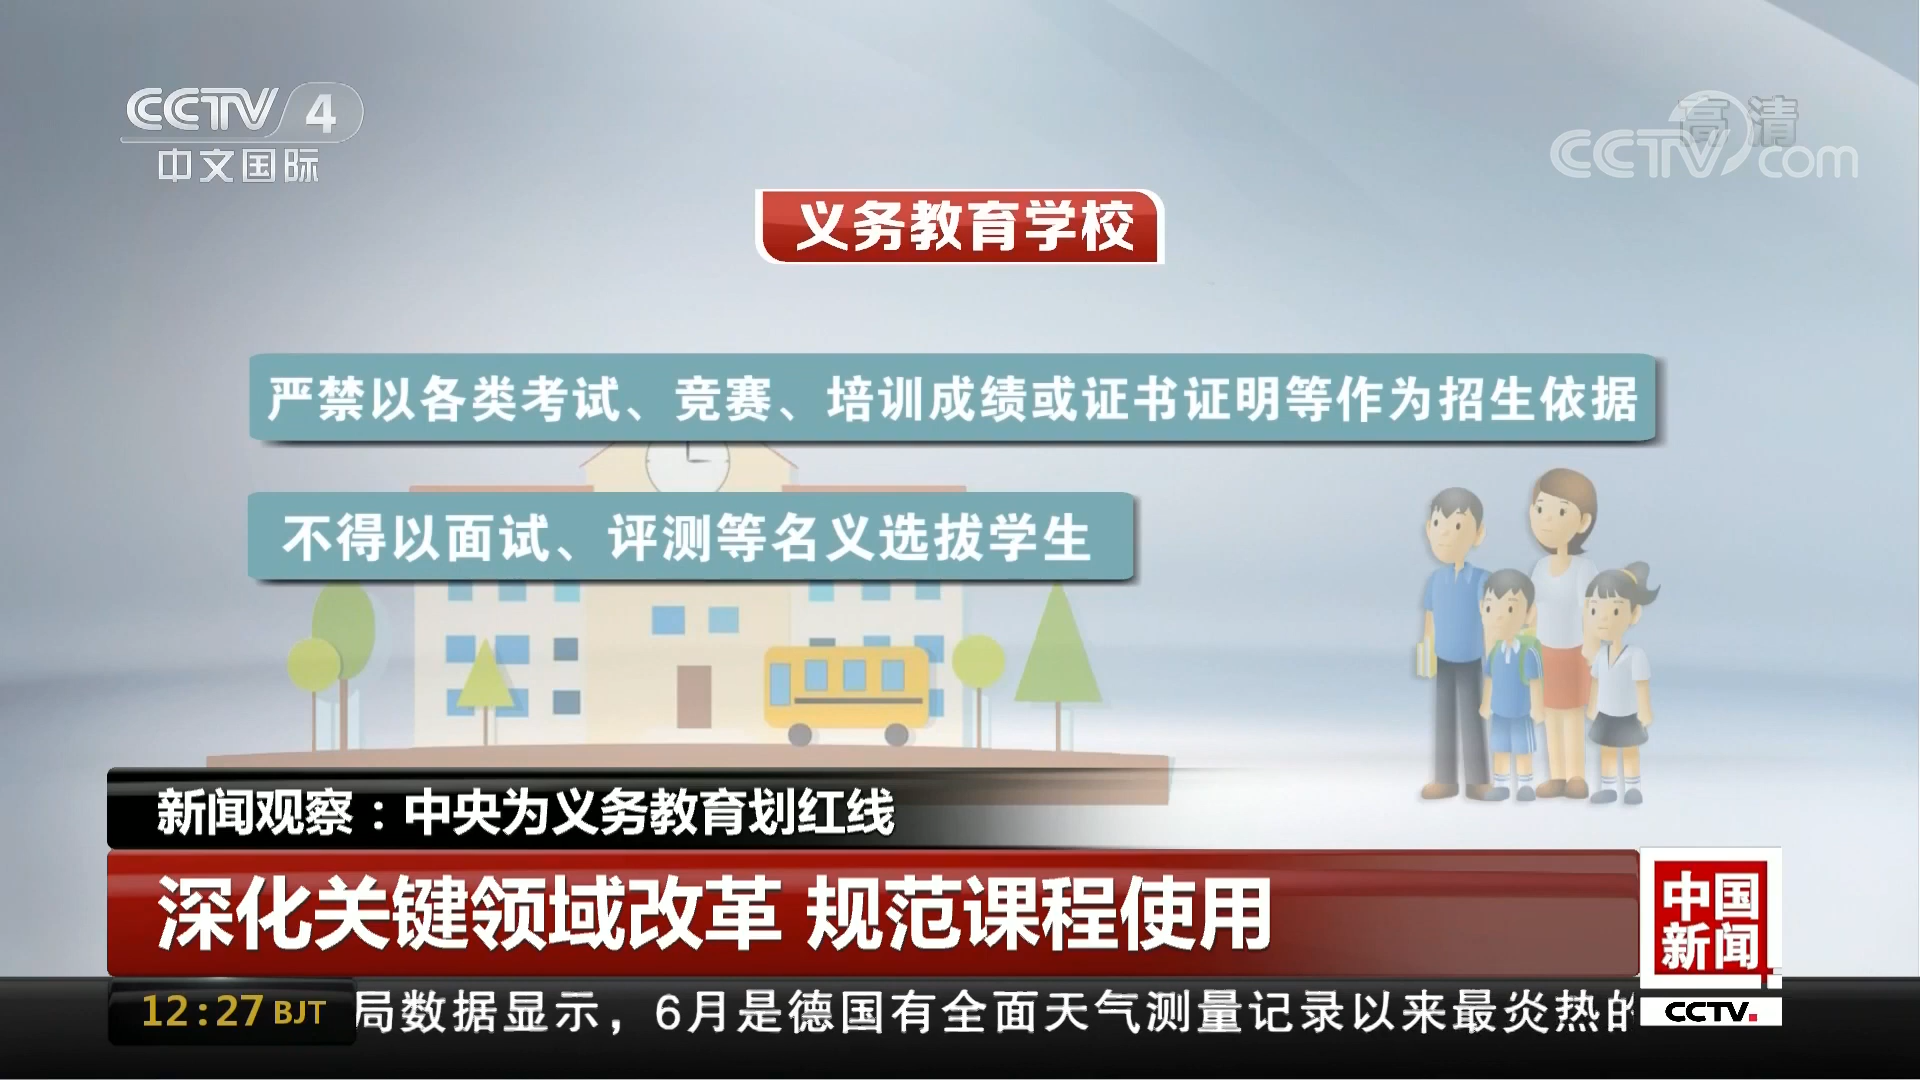 CCTV 4
中文国际
高清
CCTV.com
义务教育学校
严禁以各类考试、竞赛、培训成绩或证书证明等作为招生依据
不得以面试、评测等名义选拔学生
新闻观察：中央为义务教育划红线
深化关键领域改革 规范课程使用
中国
新闻
12:27 BJT 局数据显示，6月是德国有全面天气测量记录以来最炎热的
CCTV.